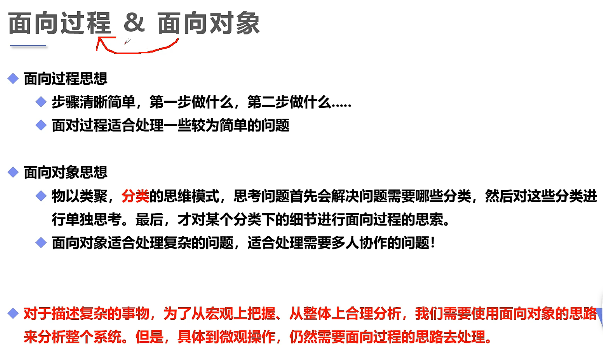 面向过程 & 面向对象
面向过程思想
步骤清晰简单，第一步做什么，第二步做什么.....
面对过程适合处理一些较为简单的问题
面向对象思想
物以类聚，分类的思维模式，思考问题首先会解决问题需要哪些分类，然后对这些分类进
行单独思考。最后，才对某个分类下的细节进行面向过程的思索。
面向对象适合处理复杂的问题，适合处理需要多人协作的问题！
对于描述复杂的事物，为了从宏观上把握、从整体上合理分析，我们需要使用面向对象的思路
来分析整个系统。但是，具体到微观操作，仍然需要面向过程的思路去处理。